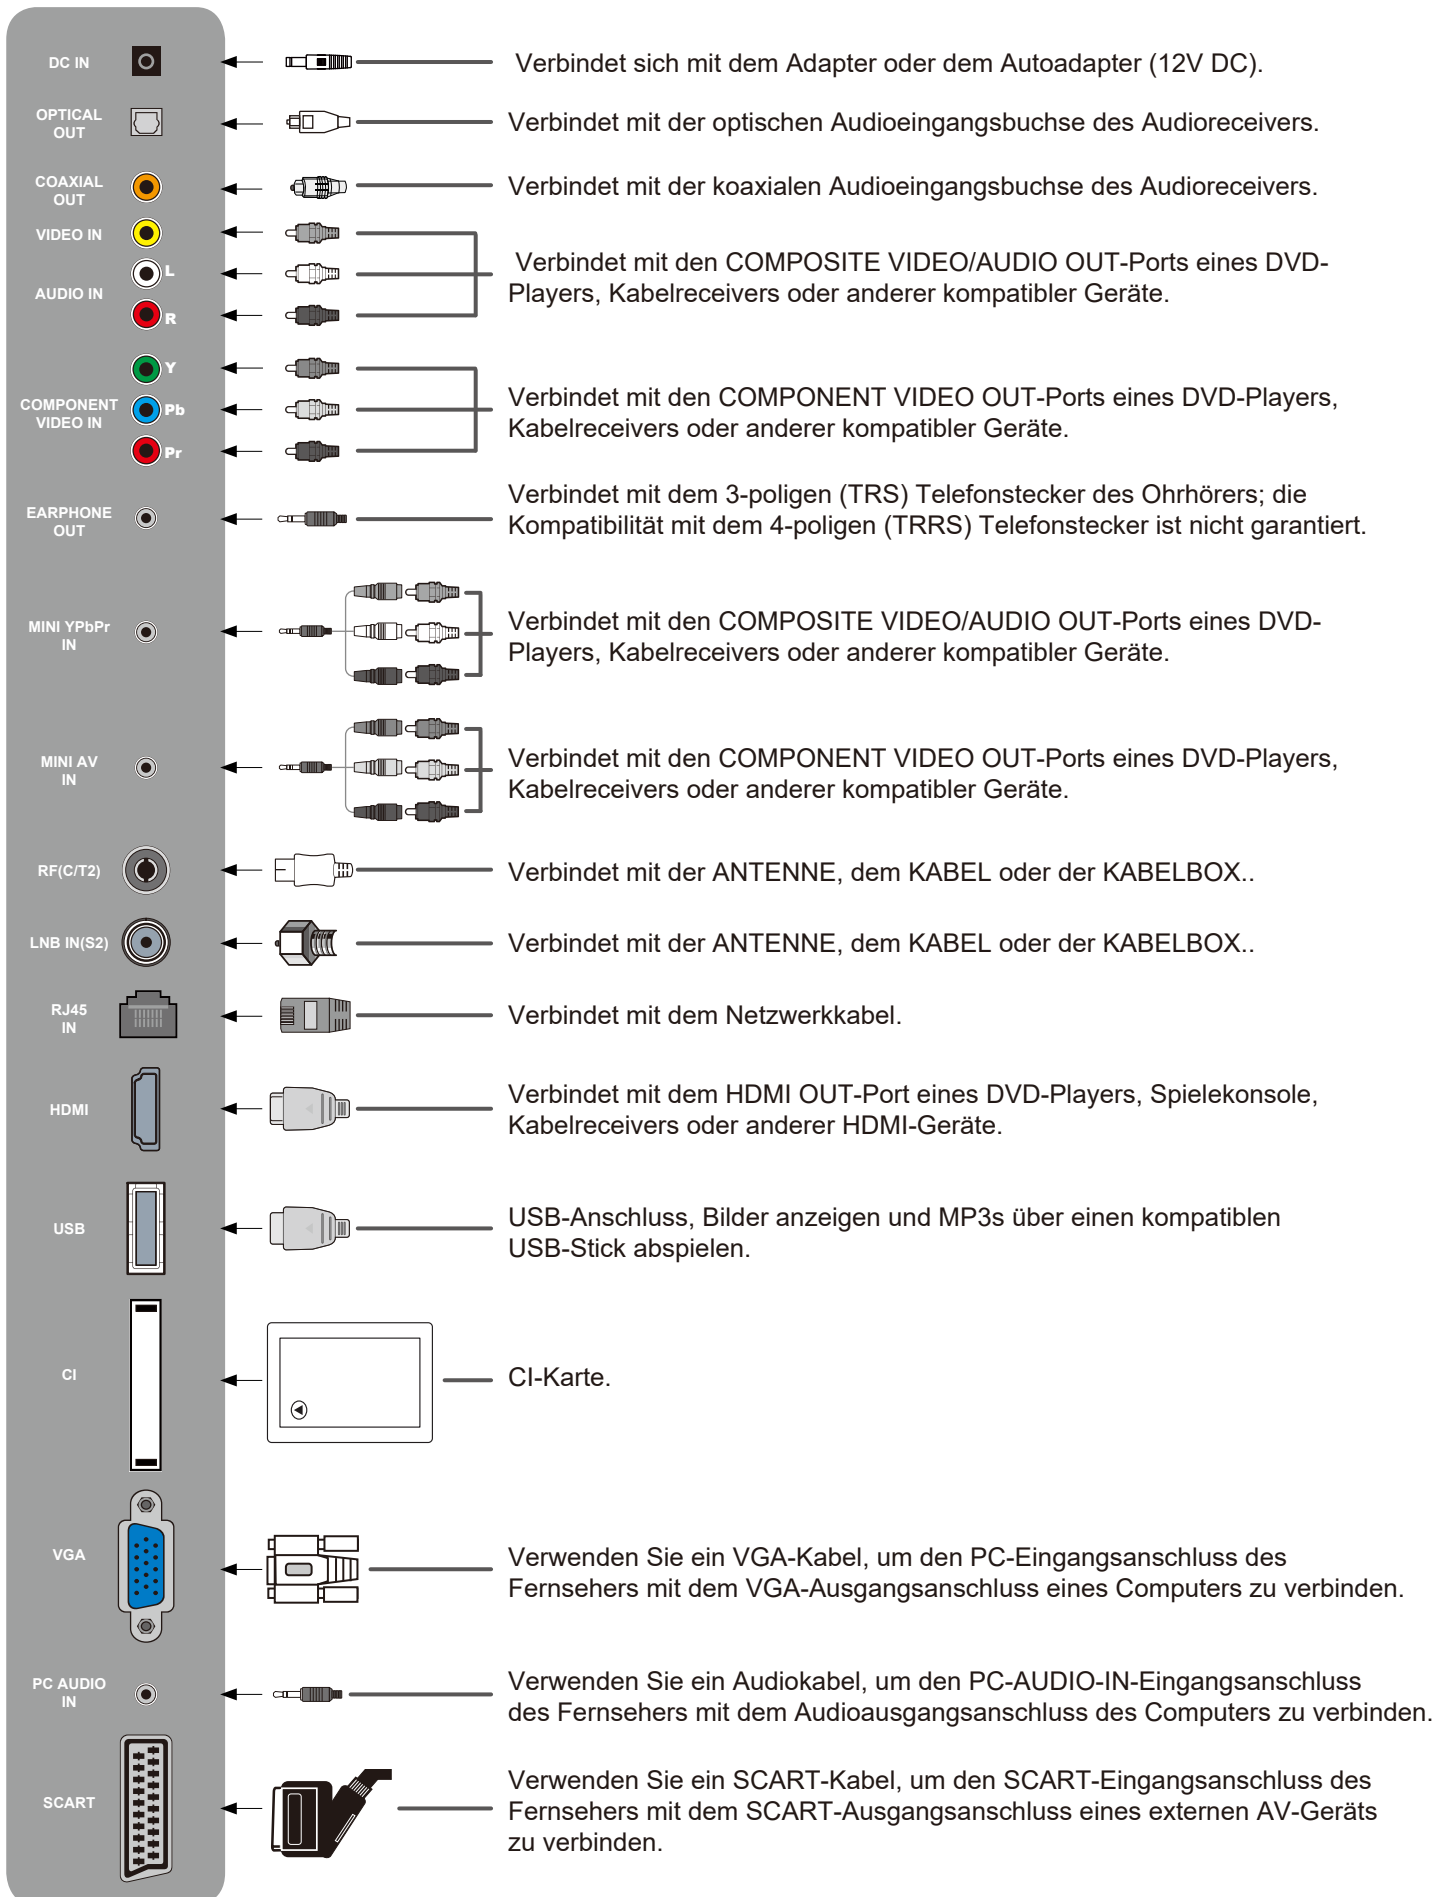 DC IN
Verbindet sich mit dem Adapter oder dem Autoadapter (12V DC).
OPTICAL
OUT
Verbindet mit der optischen Audioeingangsbuchse des Audioreceivers.
COAXIAL
OUT
Verbindet mit der koaxialen Audioeingangsbuchse des Audioreceivers.
VIDEO IN
AUDIO IN
L
R
Verbindet mit den COMPOSITE VIDEO/AUDIO OUT-Ports eines DVD-
Players, Kabelreceivers oder anderer kompatibler Geräte.
COMPONENT
VIDEO IN
Y
Pb
Pr
Verbindet mit den COMPONENT VIDEO OUT-Ports eines DVD-Players,
Kabelreceivers oder anderer kompatibler Geräte.
EARPHONE
OUT
Verbindet mit dem 3-poligen (TRS) Telefonstecker des Ohrhörers; die
Kompatibilität mit dem 4-poligen (TRRS) Telefonstecker ist nicht garantiert.
MINI YPbPr
IN
Verbindet mit den COMPOSITE VIDEO/AUDIO OUT-Ports eines DVD-
Players, Kabelreceivers oder anderer kompatibler Geräte.
MINI AV
IN
Verbindet mit den COMPONENT VIDEO OUT-Ports eines DVD-Players,
Kabelreceivers oder anderer kompatibler Geräte.
RF(C/T2)
Verbindet mit der ANTENNE, dem KABEL oder der KABELBOX..
LNB IN(S2)
Verbindet mit der ANTENNE, dem KABEL oder der KABELBOX..
RJ45
IN
Verbindet mit dem Netzwerkkabel.
HDMI
Verbindet mit dem HDMI OUT-Port eines DVD-Players, Spielekonsole,
Kabelreceivers oder anderer HDMI-Geräte.
USB
USB-Anschluss, Bilder anzeigen und MP3s über einen kompatiblen
USB-Stick abspielen.
CI
CI-Karte.
VGA
Verwenden Sie ein VGA-Kabel, um den PC-Eingangsanschluss des
Fernsehers mit dem VGA-Ausgangsanschluss eines Computers zu verbinden.
PC AUDIO
IN
Verwenden Sie ein Audiokabel, um den PC-AUDIO-IN-Eingangsanschluss
des Fernsehers mit dem Audioausgangsanschluss des Computers zu verbinden.
SCART
Verwenden Sie ein SCART-Kabel, um den SCART-Eingangsanschluss des
Fernsehers mit dem SCART-Ausgangsanschluss eines externen AV-Geräts
zu verbinden.